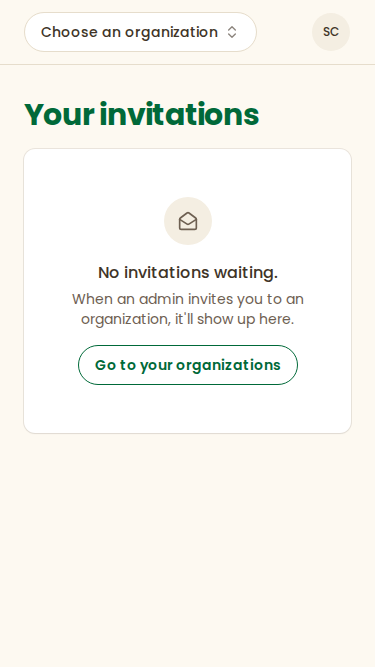 Choose an organization
SC
Your invitations
No invitations waiting.
When an admin invites you to an
organization, it'll show up here.
Go to your organizations